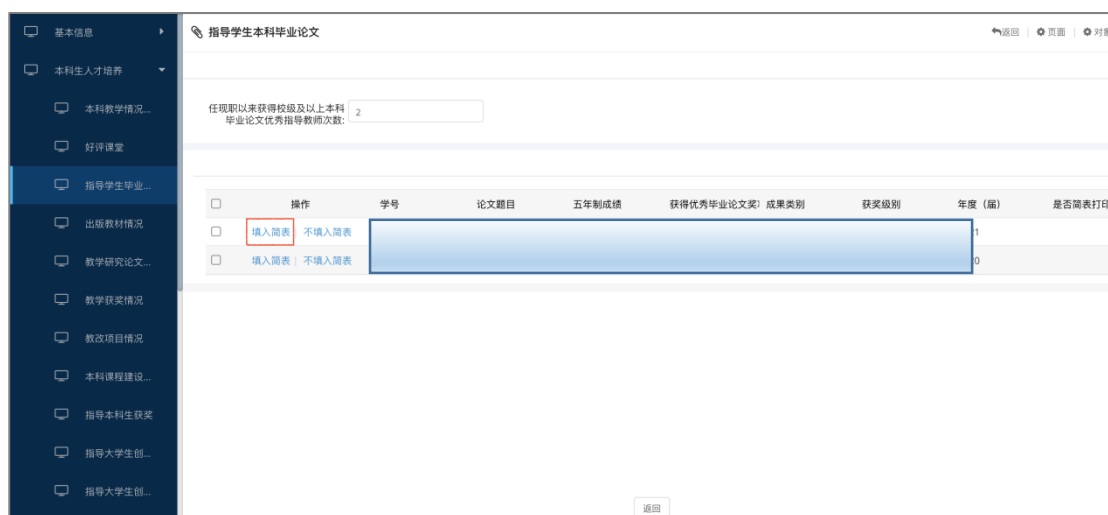 基本信息
本科生人才培养
本科教学情况...
好评课堂
指导学生毕业...
出版教材情况
教学研究论文...
教学获奖情况
教改项目情况
本科课程建设...
指导本科生获奖
指导大学生创...
指导大学生创...
指导学生本科毕业论文
返回 | 页面 | 对象
任现职以来获得校级及以上本科
毕业论文优秀指导教师次数: 2
操作 学号 论文题目 五年制成绩 获得优秀毕业论文奖 成果类别 获奖级别 年度（届） 是否简表打印
填入简表 | 不填入简表 1
填入简表 | 不填入简表 0
返回